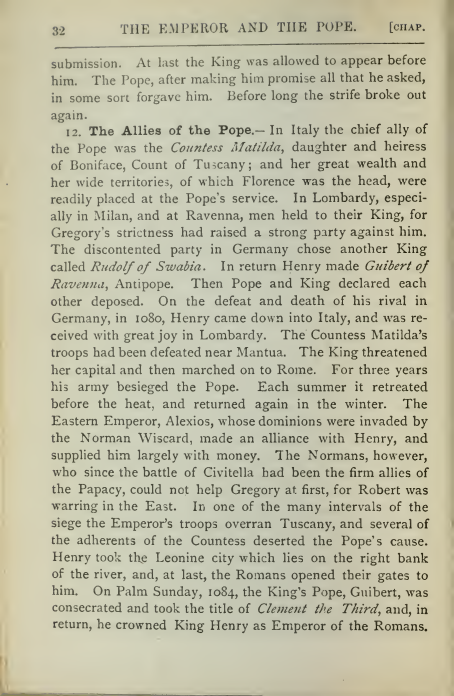 32 THE EMPEROR AND THE POPE. [CHAP.
submission. At last the King was allowed to appear before
him. The Pope, after making him promise all that he asked,
in some sort forgave him. Before long the strife broke out
again.
12. The Allies of the Pope.— In Italy the chief ally of
the Pope was the Countess Matilda, daughter and heiress
of Boniface, Count of Tuscany; and her great wealth and
her wide territories, of which Florence was the head, were
readily placed at the Pope's service. In Lombardy, especi-
ally in Milan, and at Ravenna, men held to their King, for
Gregory's strictness had raised a strong party against him.
The discontented party in Germany chose another King
called Rudolf of Swabia. In return Henry made Guibert of
Ravenna, Antipope. Then Pope and King declared each
other deposed. On the defeat and death of his rival in
Germany, in 1080, Henry came down into Italy, and was re-
ceived with great joy in Lombardy. The Countess Matilda's
troops had been defeated near Mantua. The King threatened
her capital and then marched on to Rome. For three years
his army besieged the Pope. Each summer it retreated
before the heat, and returned again in the winter. The
Eastern Emperor, Alexios, whose dominions were invaded by
the Norman Wiscard, made an alliance with Henry, and
supplied him largely with money. The Normans, however,
who since the battle of Civitella had been the firm allies of
the Papacy, could not help Gregory at first, for Robert was
warring in the East. In one of the many intervals of the
siege the Emperor's troops overran Tuscany, and several of
the adherents of the Countess deserted the Pope's cause.
Henry took the Leonine city which lies on the right bank
of the river, and, at last, the Romans opened their gates to
him. On Palm Sunday, 1084, the King's Pope, Guibert, was
consecrated and took the title of Clement the Third, and, in
return, he crowned King Henry as Emperor of the Romans.